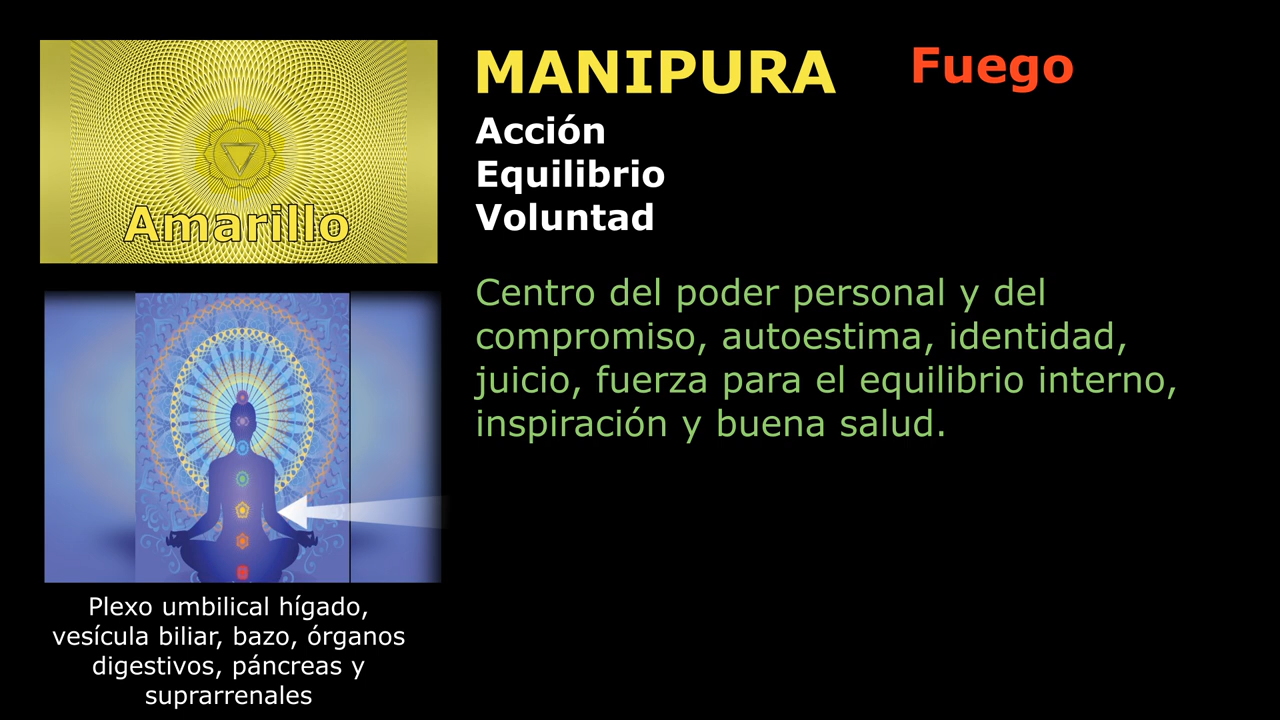 MANIPURA
Fuego
Amarillo
Acción
Equilibrio
Voluntad
Centro del poder personal y del
compromiso, autoestima, identidad,
juicio, fuerza para el equilibrio interno,
inspiración y buena salud.
Plexo umbilical hígado,
vesícula biliar, bazo, órganos
digestivos, páncreas y
suprarrenales